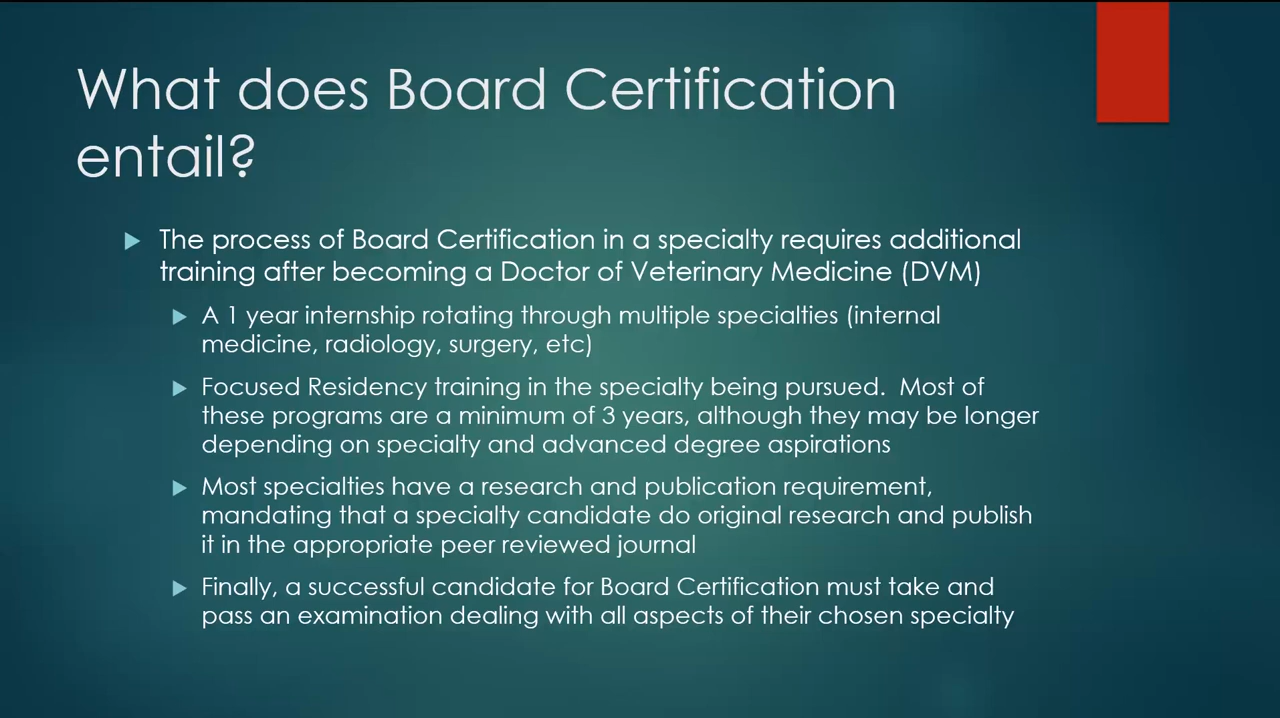 What does Board Certification
entail?
The process of Board Certification in a specialty requires additional
training after becoming a Doctor of Veterinary Medicine (DVM)
A 1 year internship rotating through multiple specialties (internal
medicine, radiology, surgery, etc)
Focused Residency training in the specialty being pursued.  Most of
these programs are a minimum of 3 years, although they may be longer
depending on specialty and advanced degree aspirations
Most specialties have a research and publication requirement,
mandating that a specialty candidate do original research and publish
it in the appropriate peer reviewed journal
Finally, a successful candidate for Board Certification must take and
pass an examination dealing with all aspects of their chosen specialty